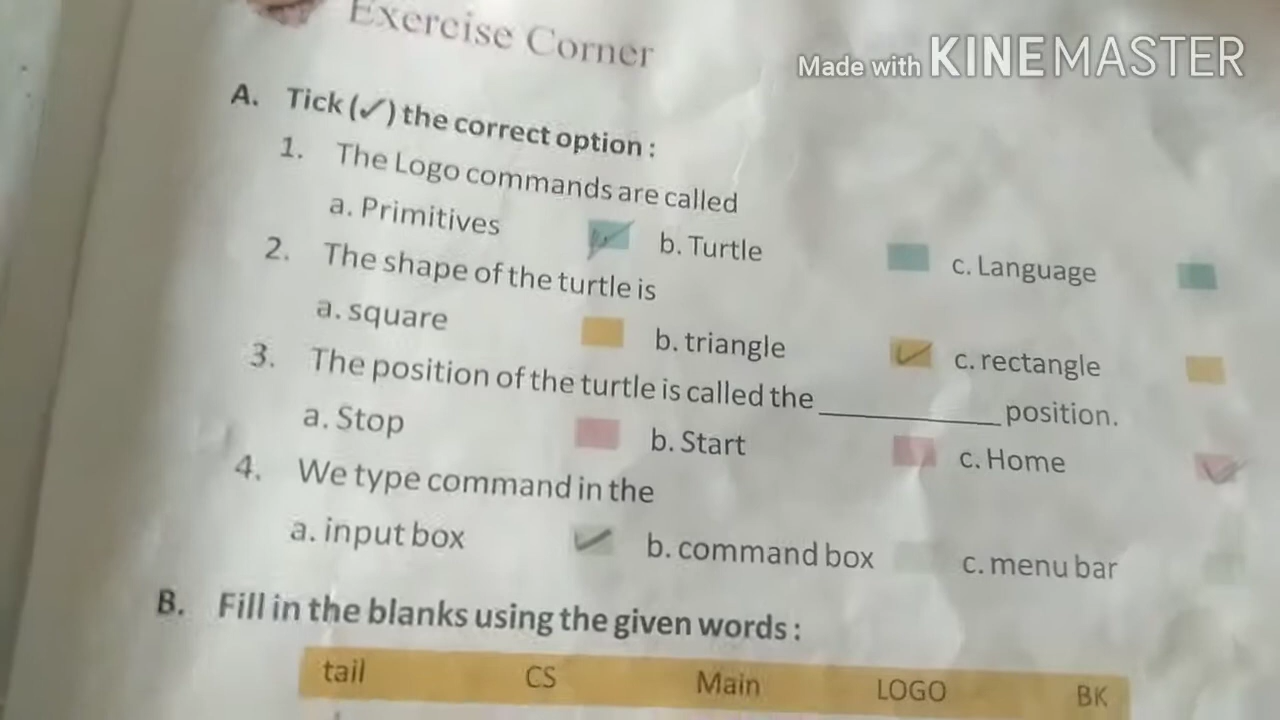 Exercise Corner
Made with KINEMASTER
A. Tick (✓) the correct option :
1. The Logo commands are called
a. Primitives b. Turtle c. Language
2. The shape of the turtle is
a. square b. triangle c. rectangle
3. The position of the turtle is called the __________ position.
a. Stop b. Start c. Home
4. We type command in the
a. input box b. command box c. menu bar
B. Fill in the blanks using the given words :
tail CS Main LOGO BK